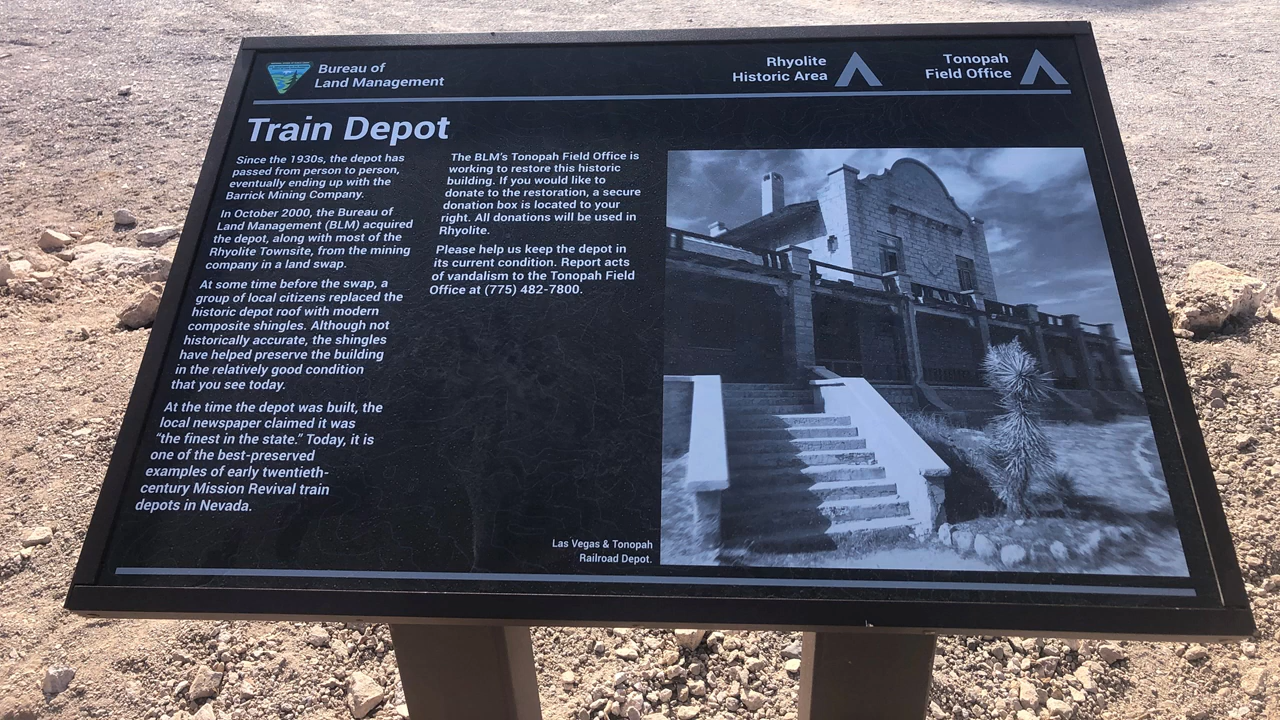 Bureau of
Land Management
Rhyolite
Historic Area
Tonopah
Field Office
Train Depot
Since the 1930s, the depot has
passed from person to person,
eventually ending up with the
Barrick Mining Company.
In October 2000, the Bureau of
Land Management (BLM) acquired
the depot, along with most of the
Rhyolite Townsite, from the mining
company in a land swap.
At some time before the swap, a
group of local citizens replaced the
historic depot roof with modern
composite shingles. Although not
historically accurate, the shingles
have helped preserve the building
in the relatively good condition
that you see today.
At the time the depot was built, the
local newspaper claimed it was
“the finest in the state.” Today, it is
one of the best-preserved
examples of early twentieth-
century Mission Revival train
depots in Nevada.
The BLM’s Tonopah Field Office is
working to restore this historic
building. If you would like to
donate to the restoration, a secure
donation box is located to your
right. All donations will be used in
Rhyolite.
Please help us keep the depot in
its current condition. Report acts
of vandalism to the Tonopah Field
Office at (775) 482-7800.
Las Vegas & Tonopah
Railroad Depot.